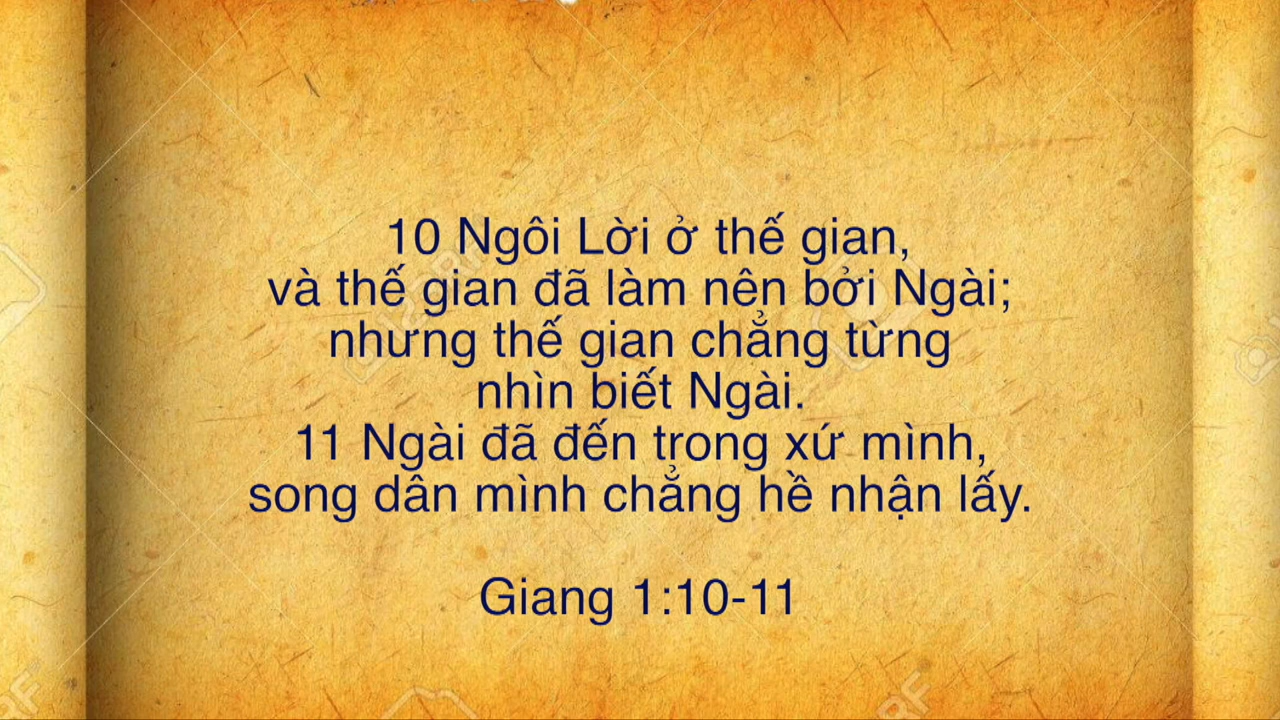 10 Ngôi Lời ở thế gian,
và thế gian đã làm nên bởi Ngài;
nhưng thế gian chẳng từng
nhìn biết Ngài.
11 Ngài đã đến trong xứ mình,
song dân mình chẳng hề nhận lấy.
Giang 1:10-11